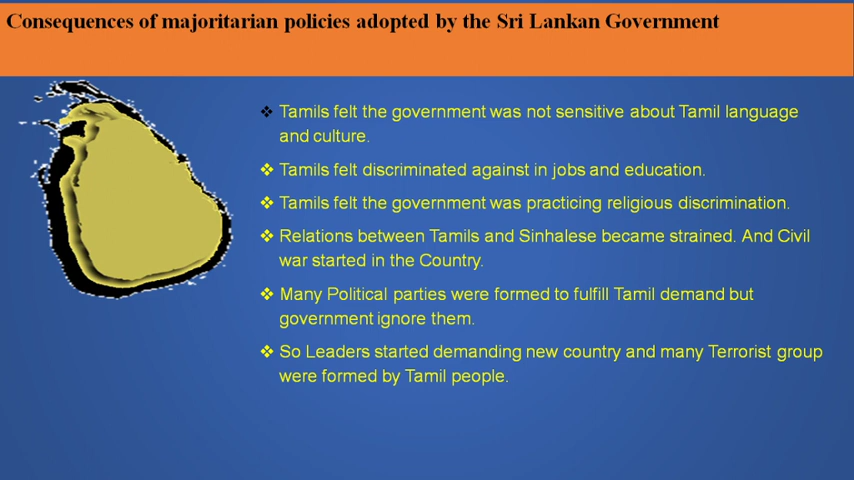 Consequences of majoritarian policies adopted by the Sri Lankan Government
❖ Tamils felt the government was not sensitive about Tamil language
and culture.
❖ Tamils felt discriminated against in jobs and education.
❖ Tamils felt the government was practicing religious discrimination.
❖ Relations between Tamils and Sinhalese became strained. And Civil
war started in the Country.
❖ Many Political parties were formed to fulfill Tamil demand but
government ignore them.
❖ So Leaders started demanding new country and many Terrorist group
were formed by Tamil people.